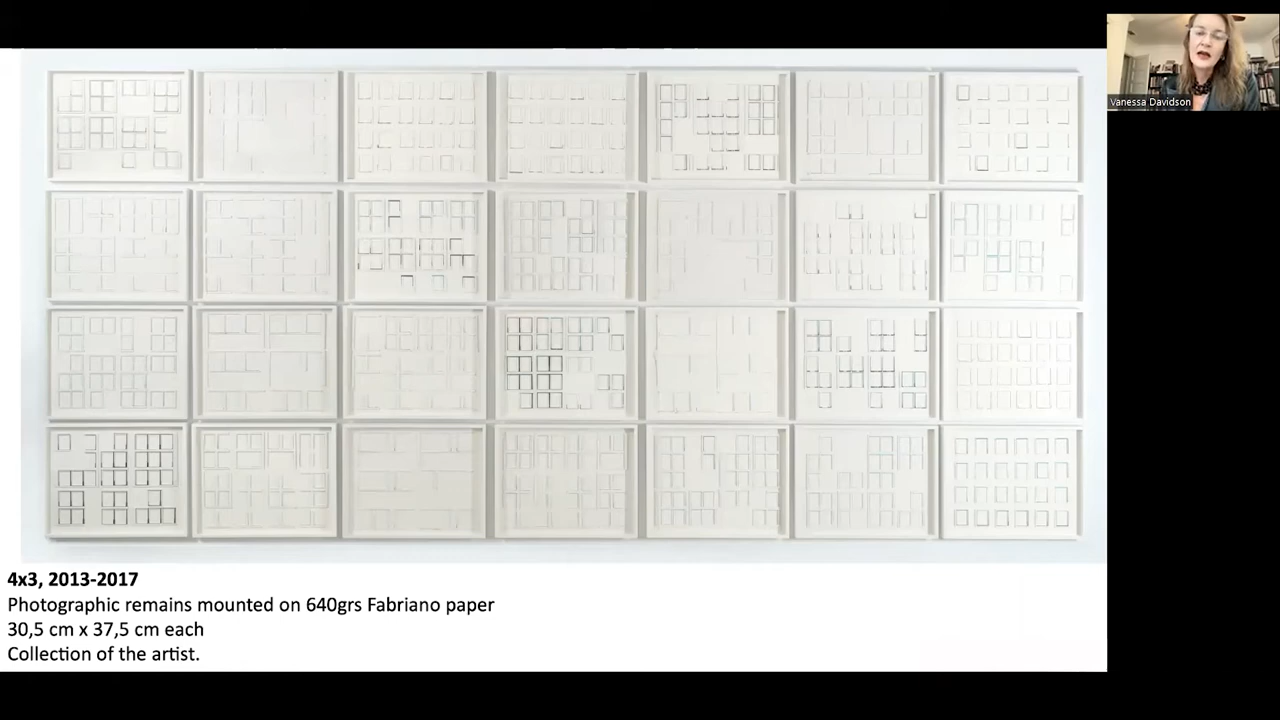 Vanessa Davidson
4x3, 2013-2017
Photographic remains mounted on 640grs Fabriano paper
30,5 cm x 37,5 cm each
Collection of the artist.